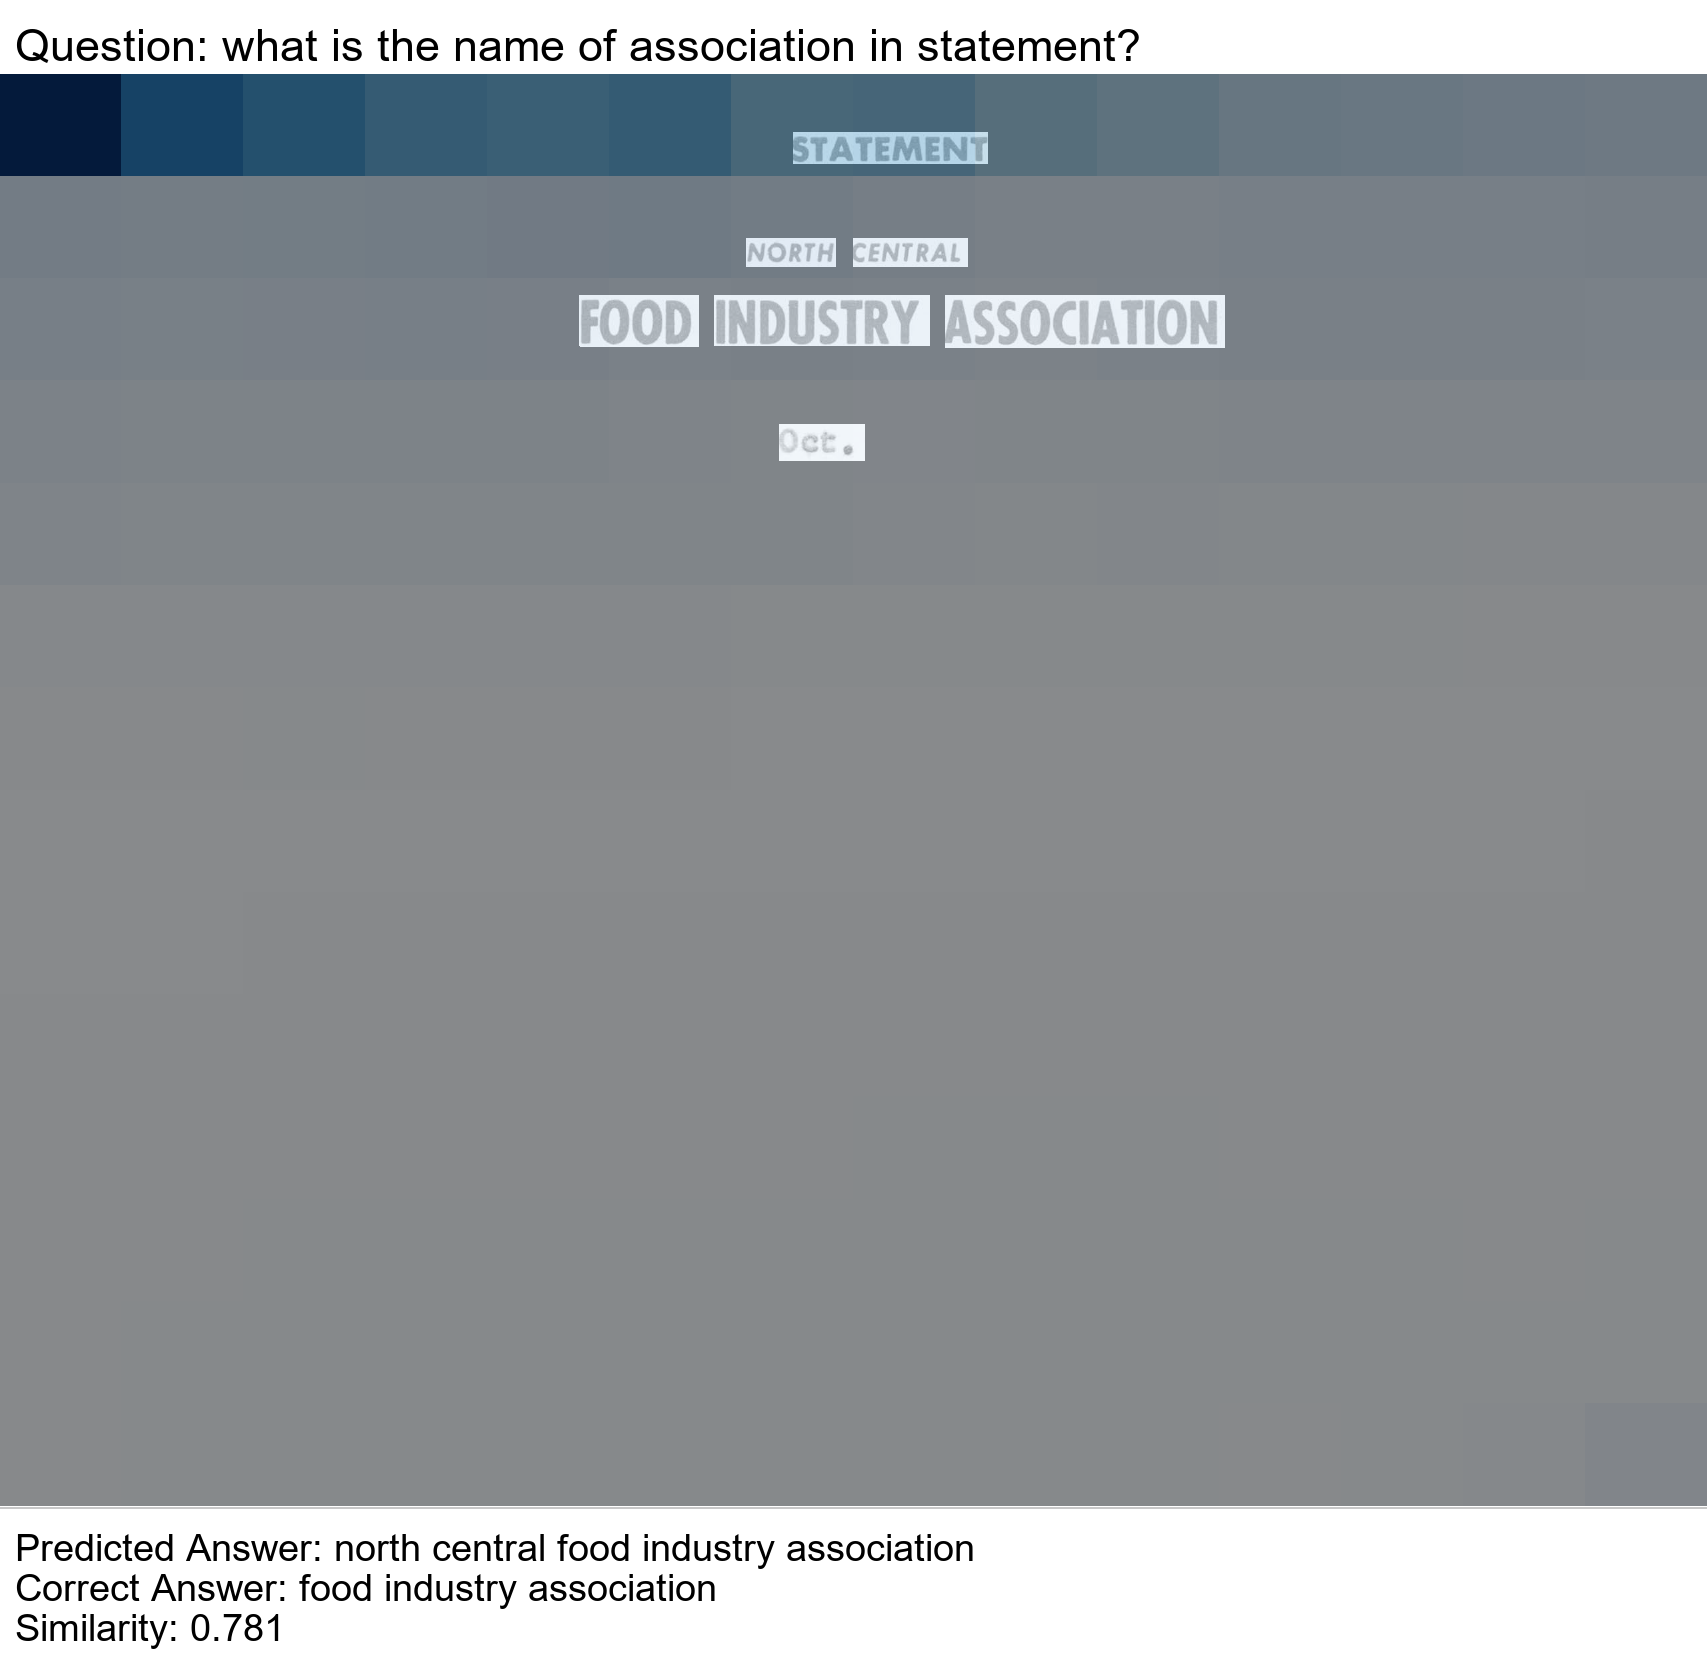 Question: what is the name of association in statement?
STATEMENT
NORTH CENTRAL
FOOD INDUSTRY ASSOCIATION
Oct.
Predicted Answer: north central food industry association
Correct Answer: food industry association
Similarity: 0.781